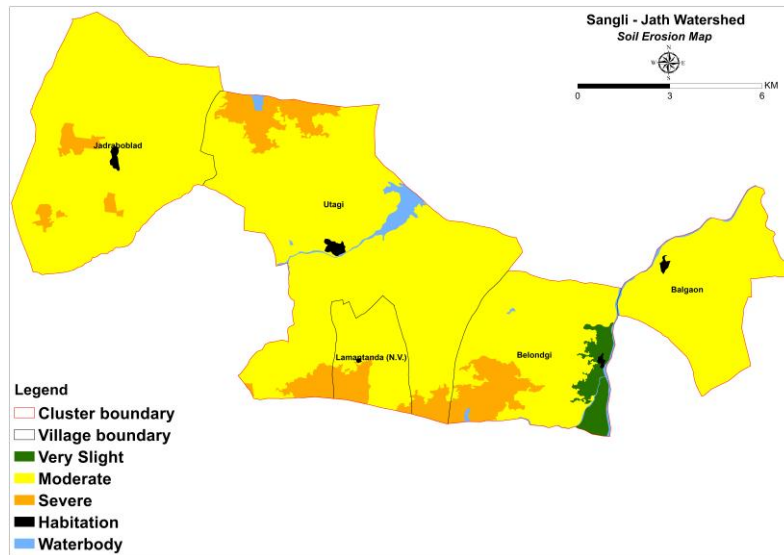 Sangli - Jath Watershed
Soil Erosion Map
N
W E
S
KM
0 3 6
Jadraboblad
Utagi
Balgaon
Lamantanda (N.V.)
Belondgi
Legend
Cluster boundary
Village boundary
Very Slight
Moderate
Severe
Habitation
Waterbody